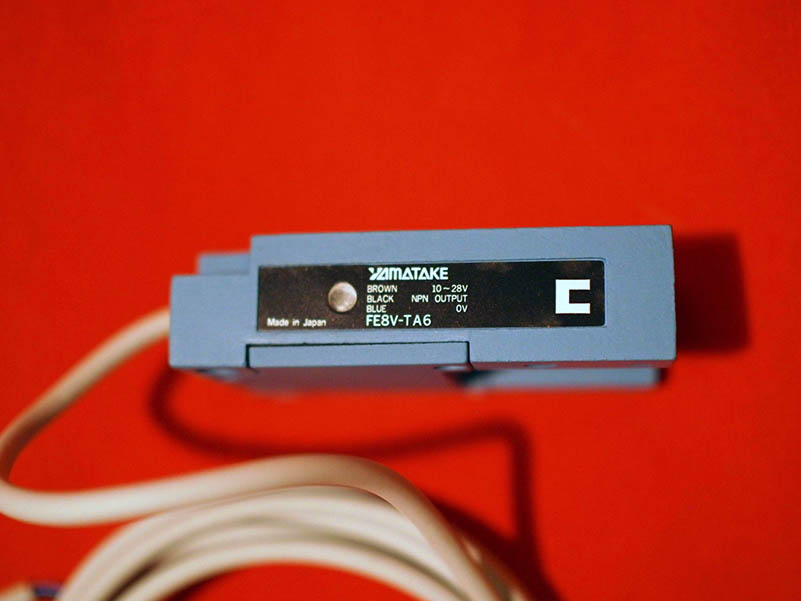 YAMATAKE
BROWN 10~28V
BLACK NPN OUTPUT
BLUE 0V
Made in Japan FE8V-TA6